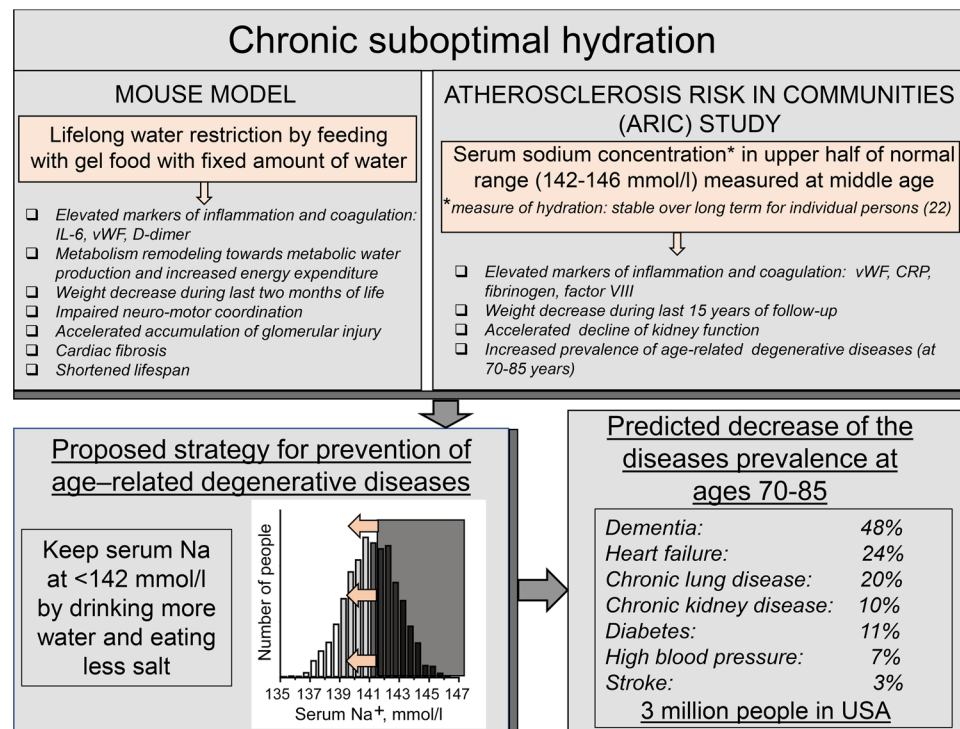 Chronic suboptimal hydration
MOUSE MODEL
Lifelong water restriction by feeding
with gel food with fixed amount of water
❑ Elevated markers of inflammation and coagulation:
IL-6, vWF, D-dimer
❑ Metabolism remodeling towards metabolic water
production and increased energy expenditure
❑ Weight decrease during last two months of life
❑ Impaired neuro-motor coordination
❑ Accelerated accumulation of glomerular injury
❑ Cardiac fibrosis
❑ Shortened lifespan
ATHEROSCLEROSIS RISK IN COMMUNITIES
(ARIC) STUDY
Serum sodium concentration* in upper half of normal
range (142-146 mmol/l) measured at middle age
*measure of hydration: stable over long term for individual persons (22)
❑ Elevated markers of inflammation and coagulation: vWF, CRP,
fibrinogen, factor VIII
❑ Weight decrease during last 15 years of follow-up
❑ Accelerated decline of kidney function
❑ Increased prevalence of age-related degenerative diseases (at
70-85 years)
Proposed strategy for prevention of
age–related degenerative diseases
Keep serum Na
at <142 mmol/l
by drinking more
water and eating
less salt
Number of people
135 137 139 141 143 145 147
Serum Na+, mmol/l
Predicted decrease of the
diseases prevalence at
ages 70-85
Dementia: 48%
Heart failure: 24%
Chronic lung disease: 20%
Chronic kidney disease: 10%
Diabetes: 11%
High blood pressure: 7%
Stroke: 3%
3 million people in USA